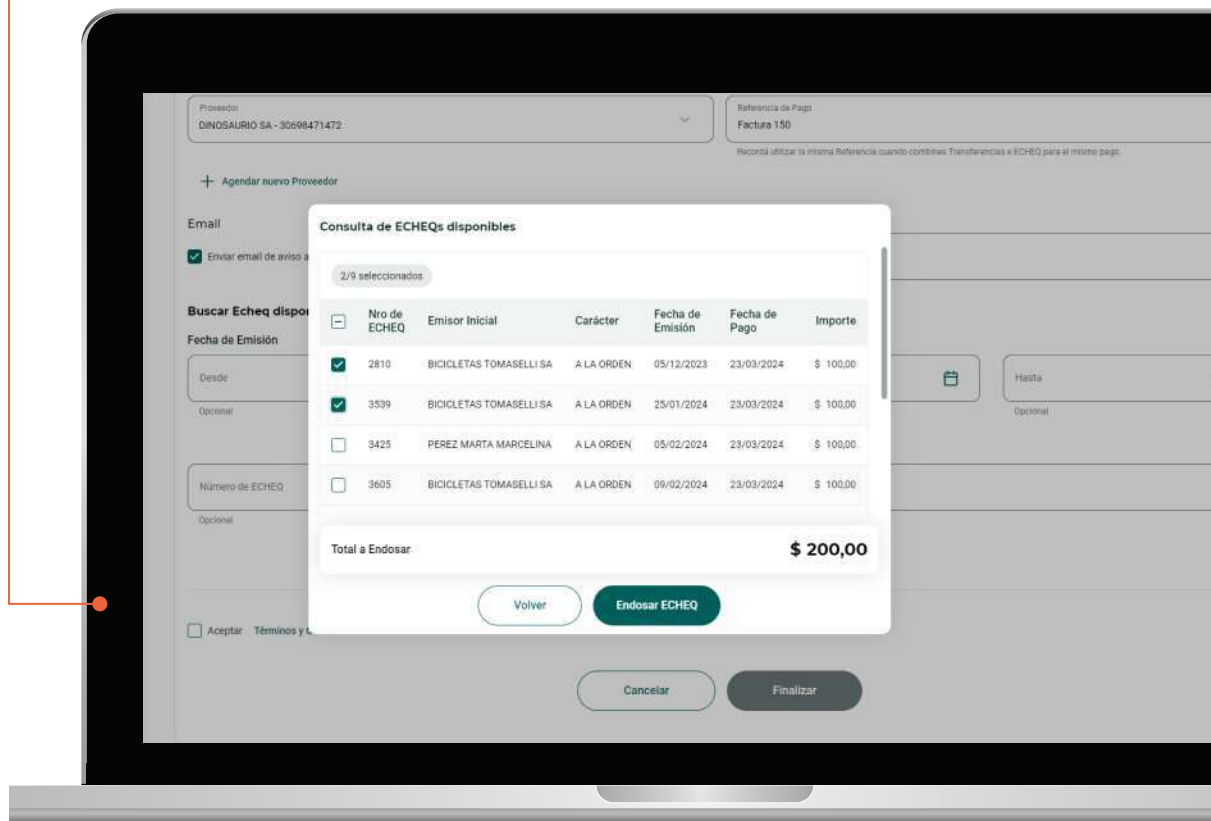 Proveedor
DINOSAURIO SA - 30698471472
Referencia de Pago
Factura 150
Recordá utilizar la misma Referencia cuando combines Transferencias e ECHEQ para el mismo pago.
+ Agendar nuevo Proveedor
Email
Enviar email de aviso a
Buscar Echeq dispo
Fecha de Emisión
Desde
Opcional
Hasta
Opcional
Número de ECHEQ
Opcional
Consulta de ECHEQs disponibles
2/9 seleccionados
Nro de ECHEQ Emisor Inicial Carácter Fecha de Emisión Fecha de Pago Importe
2810 BICICLETAS TOMASELLI SA A LA ORDEN 05/12/2023 23/03/2024 $ 100,00
3539 BICICLETAS TOMASELLI SA A LA ORDEN 25/01/2024 23/03/2024 $ 100,00
3425 PEREZ MARTA MARCELINA A LA ORDEN 05/02/2024 23/03/2024 $ 100,00
3605 BICICLETAS TOMASELLI SA A LA ORDEN 09/02/2024 23/03/2024 $ 100,00
Total a Endosar $ 200,00
Volver Endosar ECHEQ
Aceptar Términos y
Cancelar Finalizar